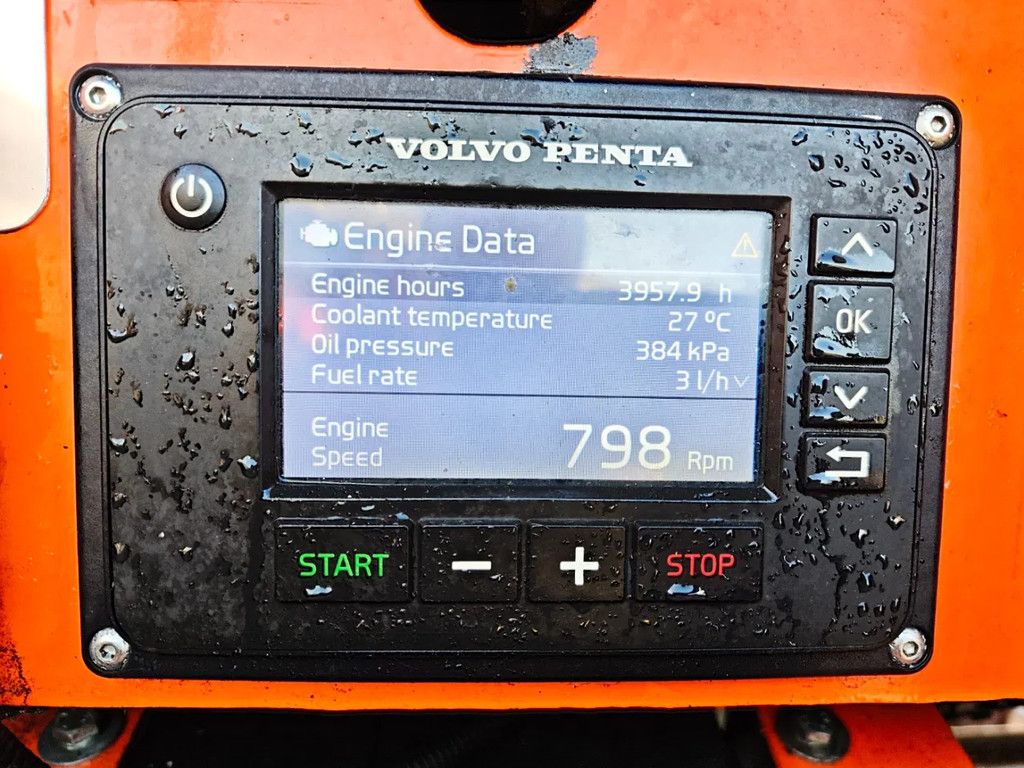 VOLVO PENTA
Engine Data
Engine hours 3957.9 h
Coolant temperature 27 ºC
Oil pressure 384 kPa
Fuel rate 3 l/h
Engine
Speed 798 Rpm
OK
START − + STOP